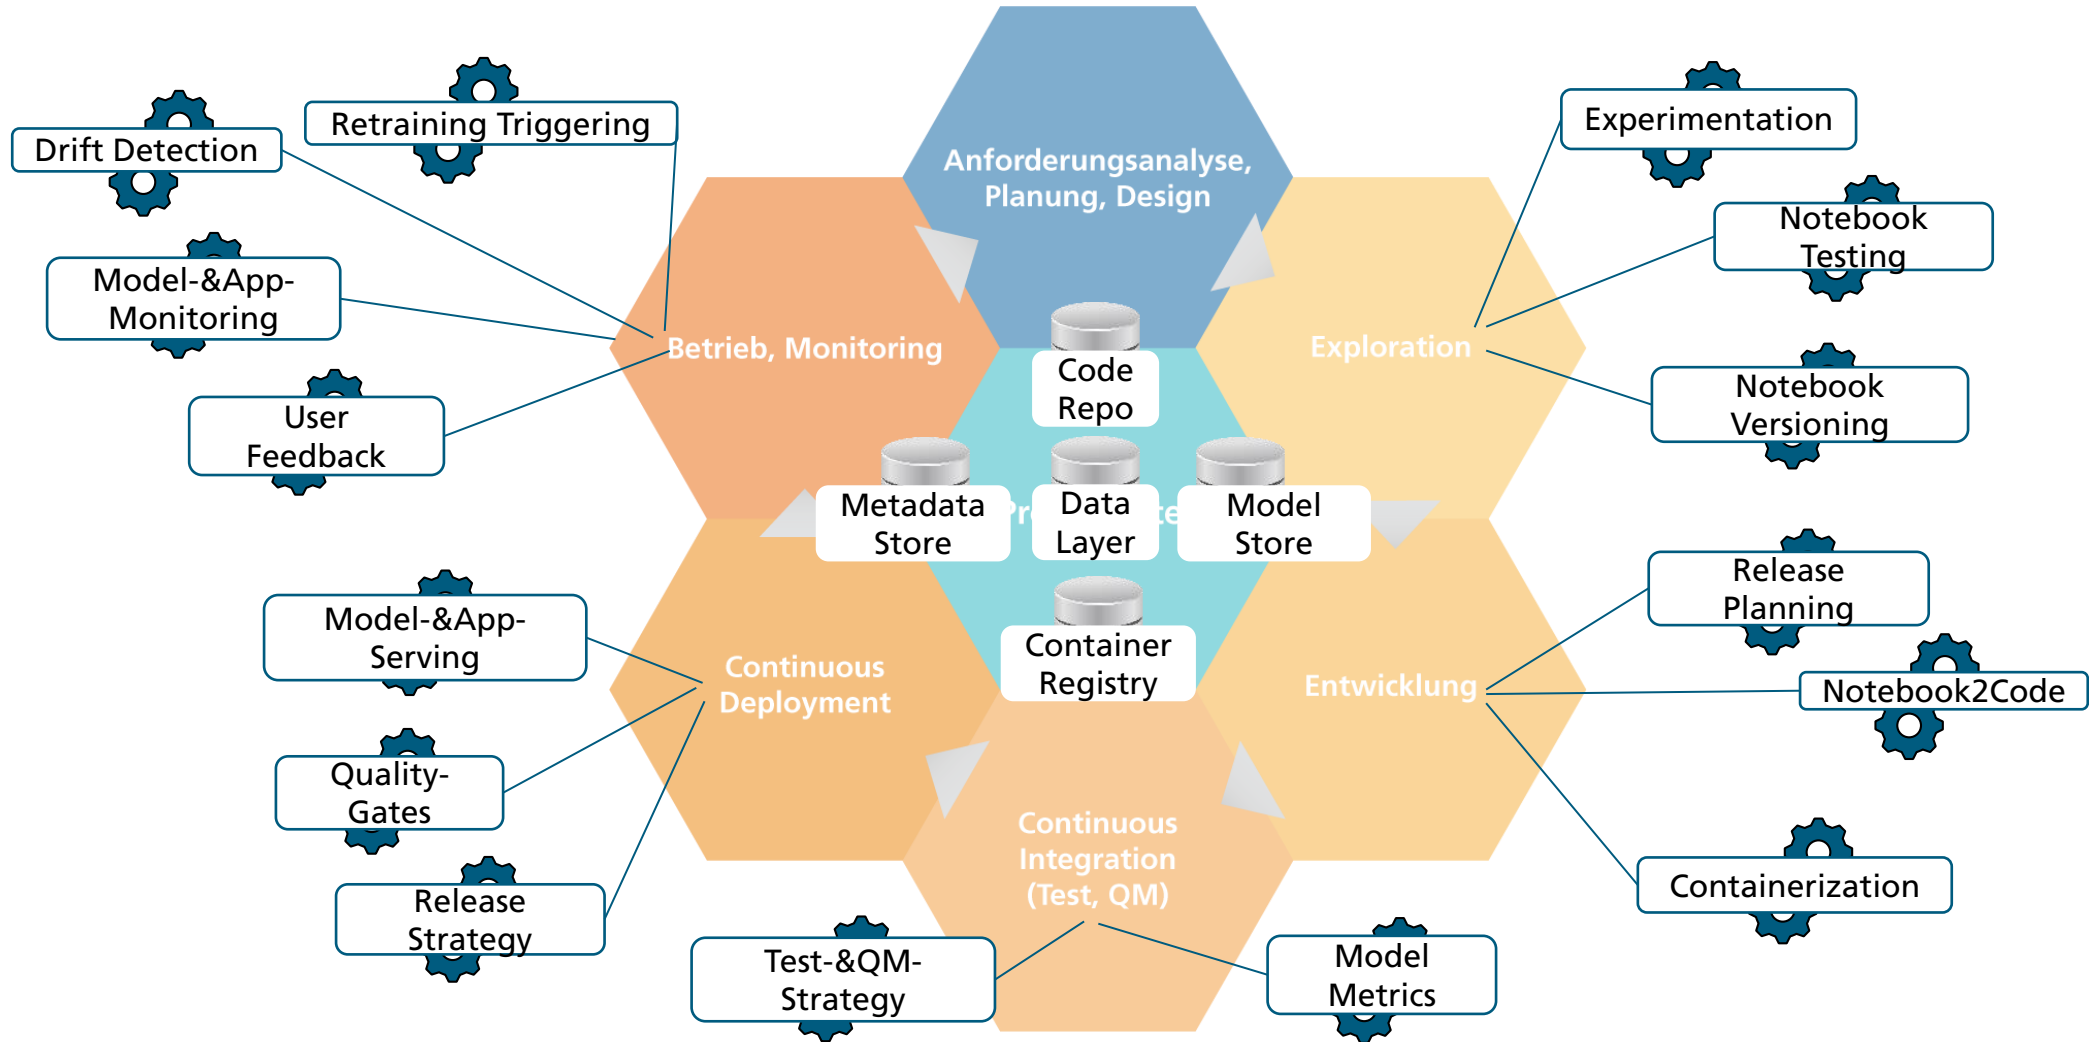 Anforderungsanalyse,
Planung, Design
Retraining Triggering
Drift Detection
Model-&App-
Monitoring
User
Feedback
Betrieb, Monitoring
Experimentation
Notebook
Testing
Notebook
Versioning
Exploration
Code
Repo
Metadata
Store
Data
Layer
Model
Store
Container
Registry
Release
Planning
Notebook2Code
Containerization
Entwicklung
Model-&App-
Serving
Quality-
Gates
Release
Strategy
Continuous
Deployment
Continuous
Integration
(Test, QM)
Test-&QM-
Strategy
Model
Metrics